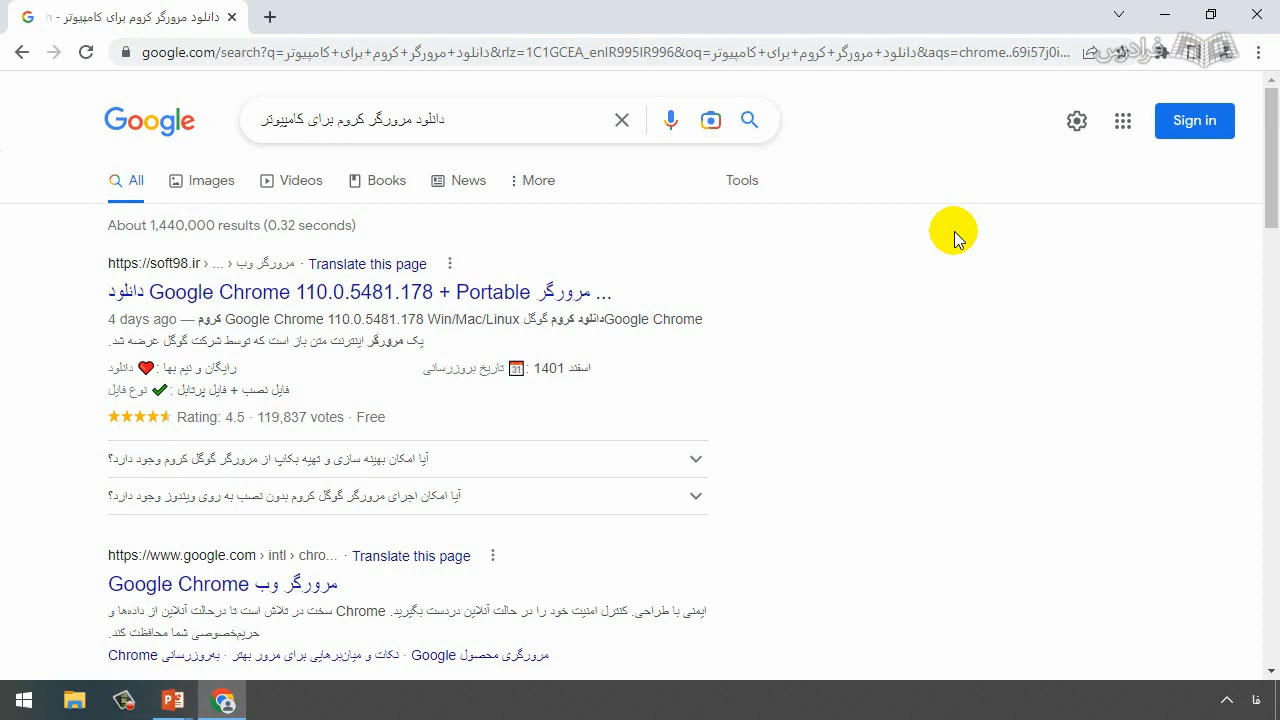 دانلود مرورگر کروم برای کامپیوتر - h
google.com/search?q=دانلود+مرورگر+کروم+برای+کامپیوتر&rlz=1C1GCEA_enIR995IR996&oq=دانلود+مرورگر+کروم+برای+کامپیوتر&aqs=chrome..69i57j0i...
فرادرس
Google
دانلود مرورگر کروم برای کامپیوتر
Sign in
All Images Videos Books News More Tools
About 1,440,000 results (0.32 seconds)
https://soft98.ir › ... › مرورگر وب · Translate this page
دانلود Google Chrome 110.0.5481.178 + Portable مرورگر ...
4 days ago — کروم Google Chrome 110.0.5481.178 Win/Mac/Linux دانلود کروم گوگلGoogle Chrome
یک مرورگر اینترنت متن باز است که توسط شرکت گوگل عرضه شد.
دانلود ❤️: رایگان و نیم بها
تاریخ بروزرسانی 31: اسفند 1401
نوع فایل ✔: فایل نصب + فایل پرتابل
Rating: 4.5 · 119,837 votes · Free
آیا امکان بهینه سازی و تهیه بکاپ از مرورگر گوگل کروم وجود دارد؟
آیا امکان اجرای مرورگر گوگل کروم بدون نصب به روی ویندوز وجود دارد؟
https://www.google.com › intl › chro... · Translate this page
Google Chrome مرورگر وب
ایمنی با طراحی. کنترل امنیت خود را در حالت آنلاین دردست بگیرید. Chrome سخت در تلاش است تا درحالت آنلاین از داده‌ها و
حریم‌خصوصی شما محافظت کند.
Chrome به‌روزرسانی · نکات و میان‌برهایی برای مرور بهتر · Google مرورگری محصول
فا